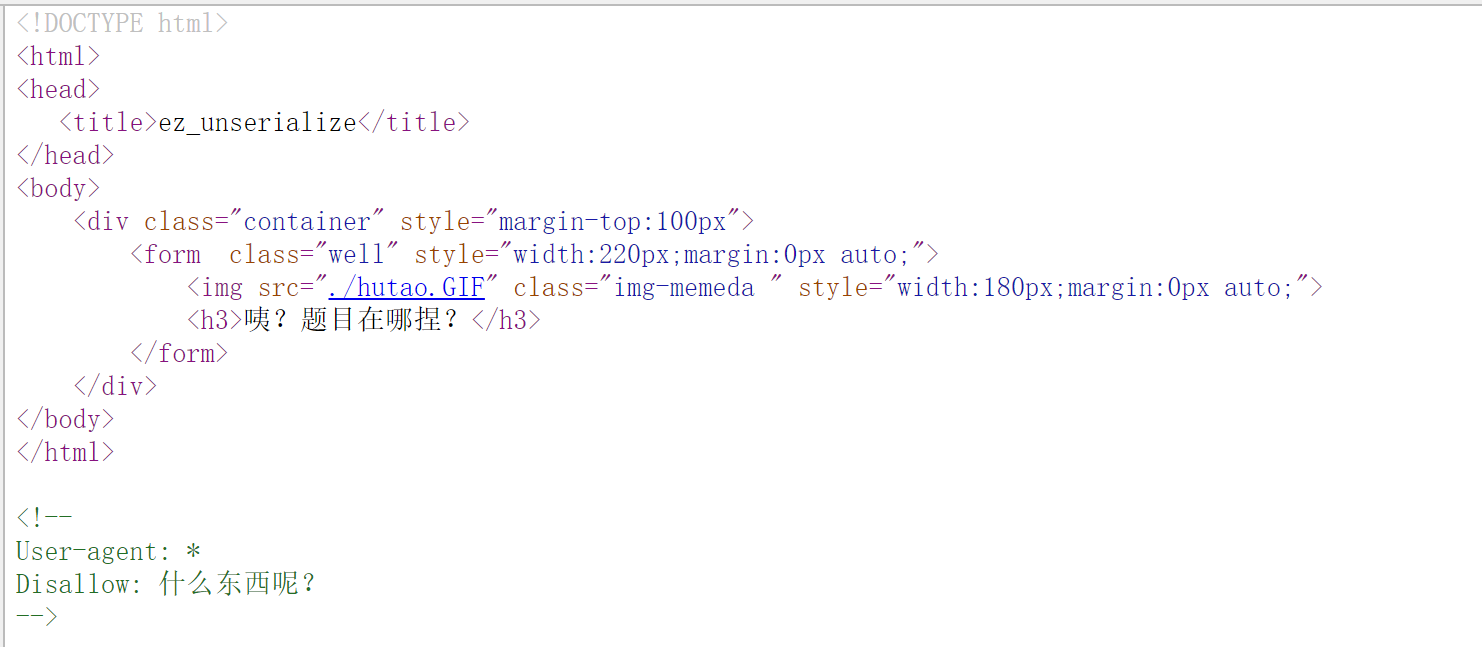 <!DOCTYPE html>
<html>
<head>
   <title>ez_unserialize</title>
</head>
<body>
    <div class="container" style="margin-top:100px">
        <form  class="well" style="width:220px;margin:0px auto;">
            <img src="./hutao.GIF" class="img-memeda " style="width:180px;margin:0px auto;">
            <h3>咦？题目在哪捏？</h3>
        </form>
    </div>
</body>
</html>

<!--
User-agent: *
Disallow: 什么东西呢？
-->